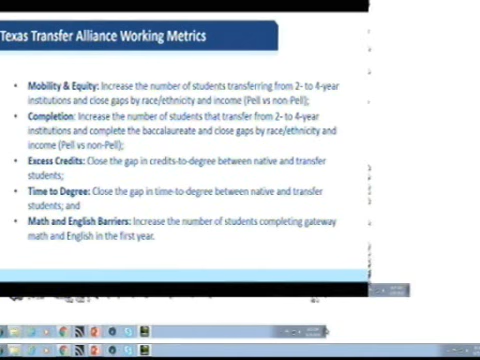 Texas Transfer Alliance Working Metrics
• Mobility & Equity: Increase the number of students transferring from 2- to 4-year
institutions and close gaps by race/ethnicity and income (Pell vs non-Pell);
• Completion: Increase the number of students that transfer from 2- to 4-year
institutions and complete the baccalaureate and close gaps by race/ethnicity and
income (Pell vs non-Pell);
• Excess Credits: Close the gap in credits-to-degree between native and transfer
students;
• Time to Degree: Close the gap in time-to-degree between native and transfer
students; and
• Math and English Barriers: Increase the number of students completing gateway
math and English in the first year.